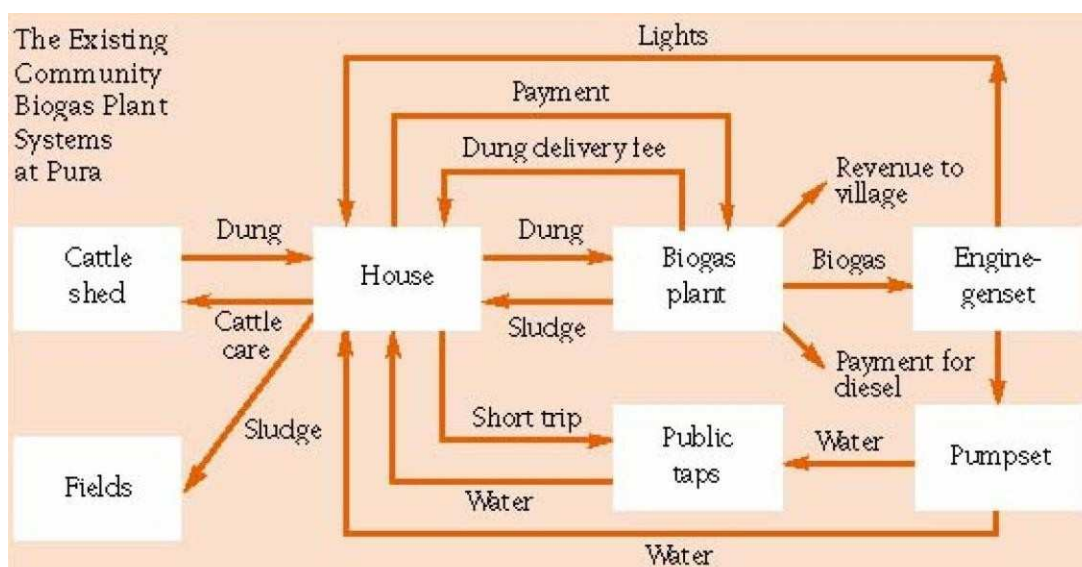 The Existing
Community
Biogas Plant
Systems
at Pura
Lights
Payment
Dung delivery fee
Revenue to
village
Dung
Dung
Biogas
Cattle
shed
House
Biogas
plant
Engine-
genset
Cattle
care
Sludge
Payment for
diesel
Sludge
Short trip
Water
Fields
Public
taps
Pumpset
Water
Water